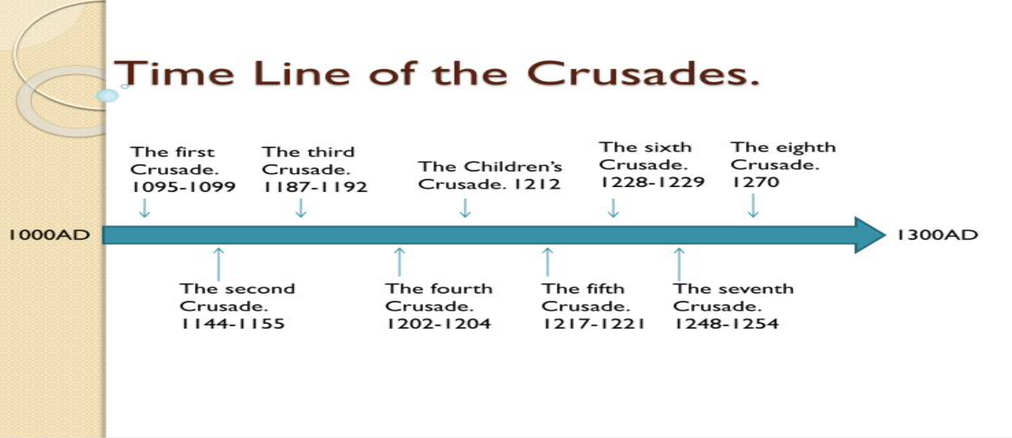 Time Line of the Crusades.
The first
Crusade.
1095-1099
The third
Crusade.
1187-1192
The Children's
Crusade. 1212
The sixth
Crusade.
1228-1229
The eighth
Crusade.
1270
1000AD
1300AD
The second
Crusade.
1144-1155
The fourth
Crusade.
1202-1204
The fifth
Crusade.
1217-1221
The seventh
Crusade.
1248-1254